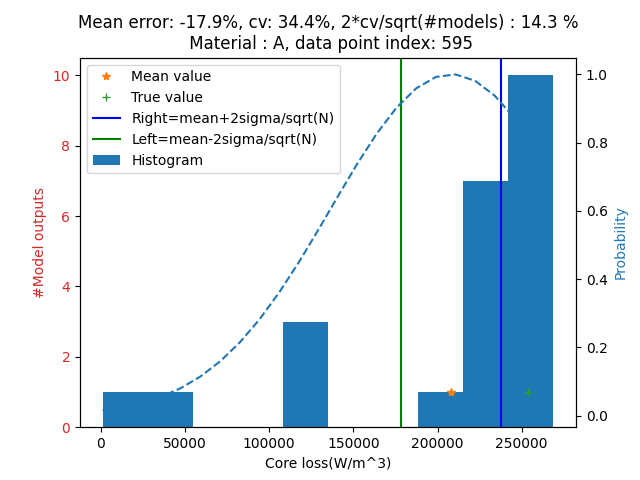 Mean error: -17.9%, cv: 34.4%, 2*cv/sqrt(#models) : 14.3 %
Material : A, data point index: 595
Mean value
True value
Right=mean+2sigma/sqrt(N)
Left=mean-2sigma/sqrt(N)
Histogram
10
8
6
4
2
0
#Model outputs
1.0
0.8
0.6
0.4
0.2
0.0
Probability
0 50000 100000 150000 200000 250000
Core loss(W/m^3)